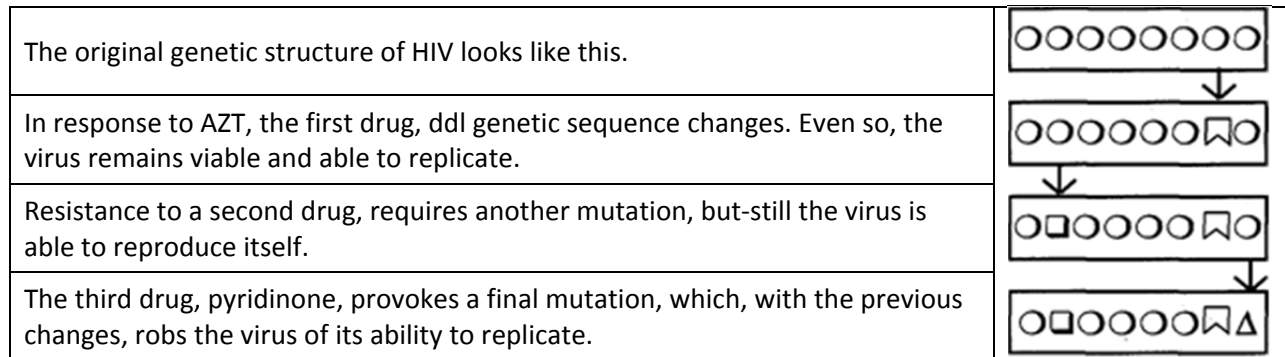 The original genetic structure of HIV looks like this.
In response to AZT, the first drug, ddl genetic sequence changes. Even so, the
virus remains viable and able to replicate.
Resistance to a second drug, requires another mutation, but-still the virus is
able to reproduce itself.
The third drug, pyridinone, provokes a final mutation, which, with the previous
changes, robs the virus of its ability to replicate.